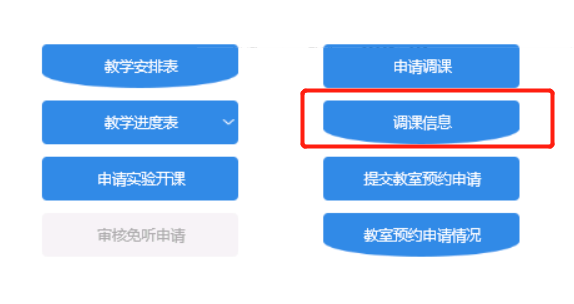 教学安排表
申请调课
教学进度表
调课信息
申请实验开课
提交教室预约申请
审核免听申请
教室预约申请情况